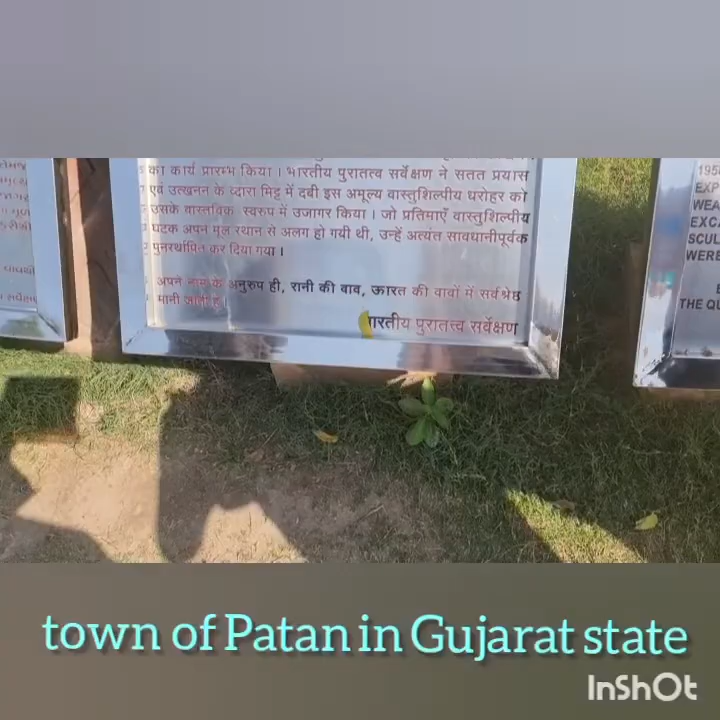 का कार्य प्रारम्भ किया । भारतीय पुरातत्व सर्वेक्षण ने सतत प्रयास
एवं उत्खनन के व्दारा मिट्ट में दबी इस अमूल्य वास्तुशिल्पीय धरोहर को
उसके वास्तविक स्वरुप में उजागर किया । जो प्रतिमाएँ वास्तुशिल्पीय
घटक अपन मूल स्थान से अलग हो गयी थी, उन्हें अत्यंत सावधानीपूर्वक
पुनर्स्थापित कर दिया गया ।
अपने नाम के अनुरुप ही, रानी की वाव, भारत की वावों में सर्वश्रेष्ठ
मानी जाती है ।
भारतीय पुरातत्त्व सर्वेक्षण
1958
EXP
WEA
EXCA
SCUL
WERE
THE QU
town of Patan in Gujarat state
InShOt